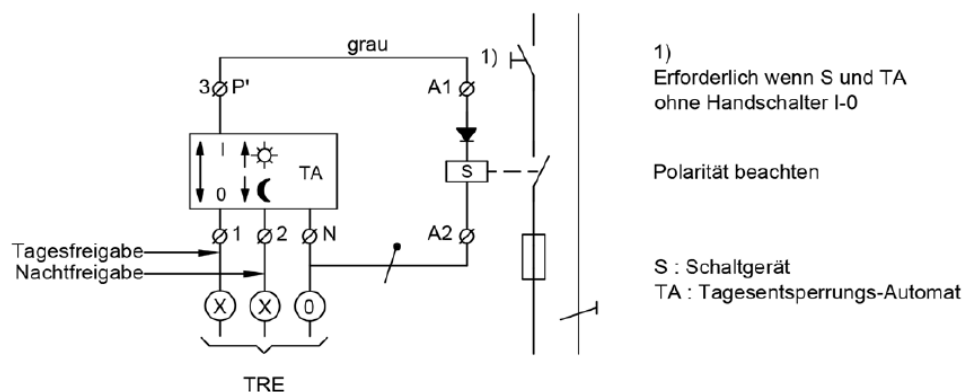 grau
1)
3 P'
A1
I
0
TA
S
1
2
N
A2
Tagesfreigabe
Nachtfreigabe
X
X
0
TRE
1)
Erforderlich wenn S und TA
ohne Handschalter I-0
Polarität beachten
S : Schaltgerät
TA : Tagesentsperrungs-Automat